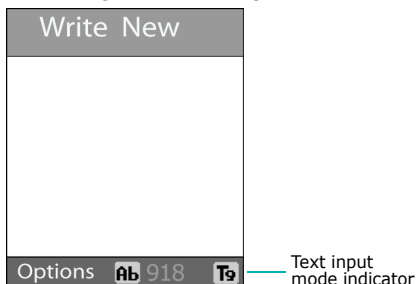 Write New
Options Ab 918 T9
Text input
mode indicator